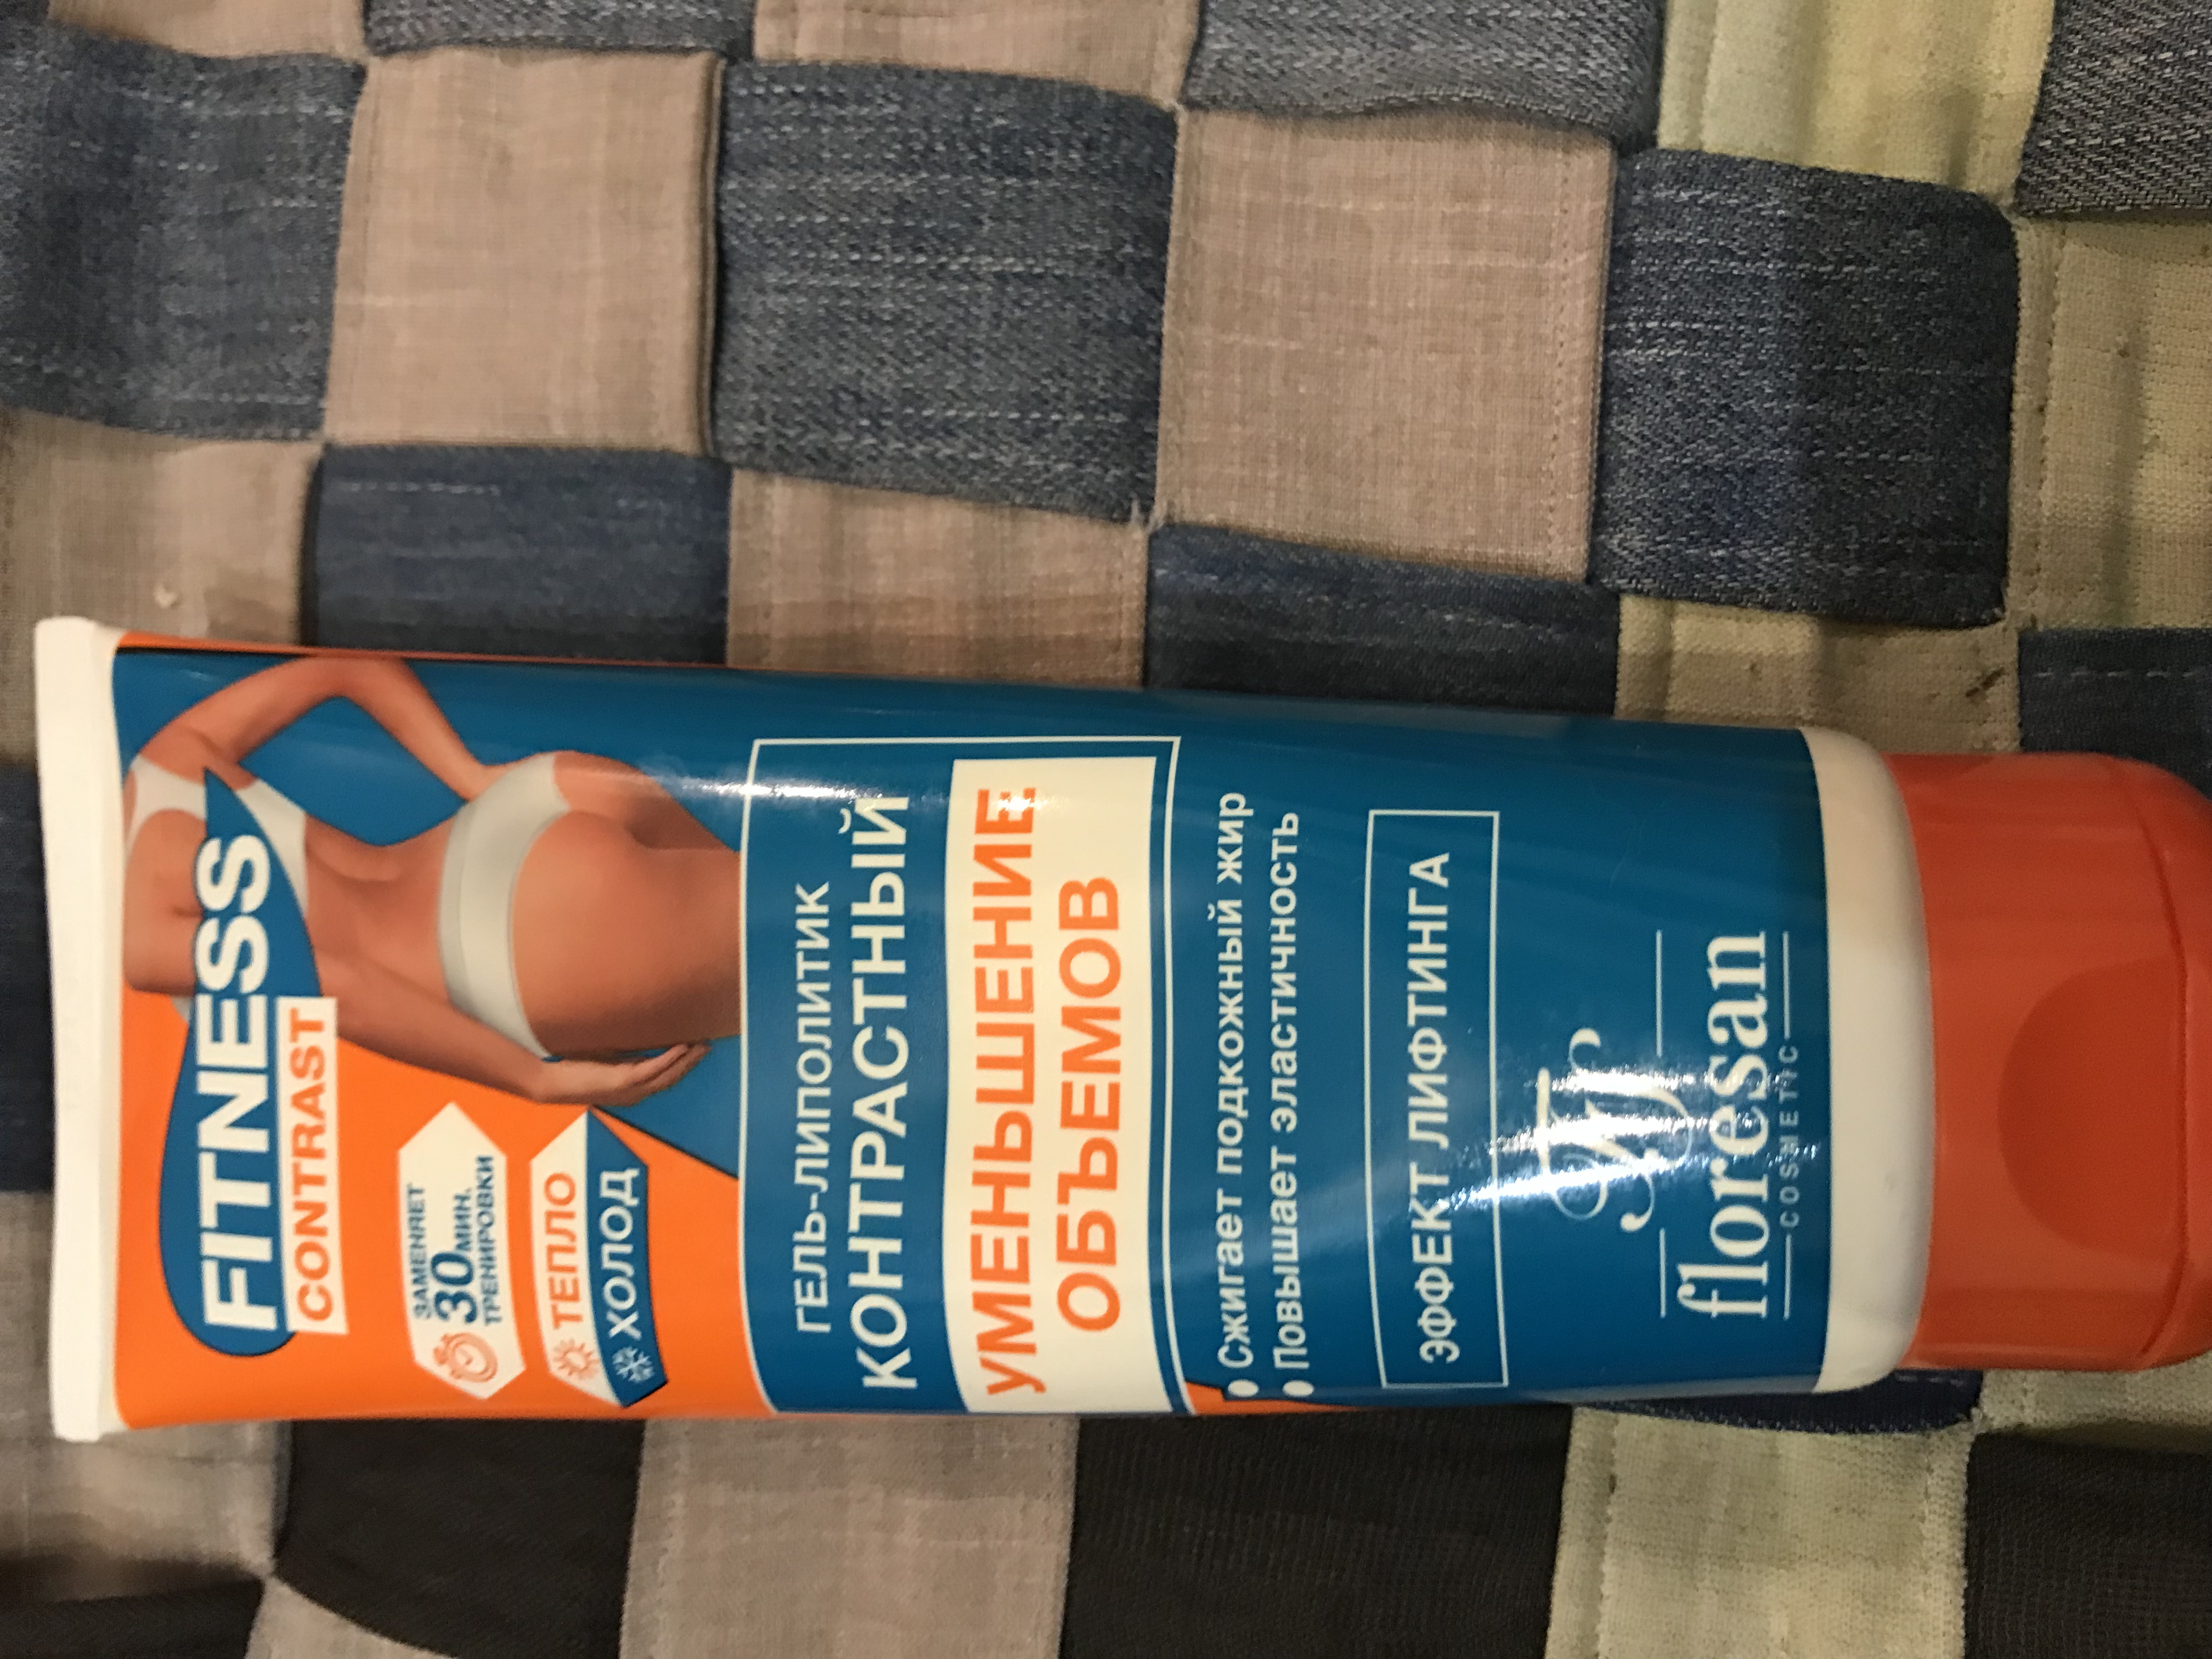 FITNESS
CONTRAST
ЗАМЕНЯЕТ
30 МИН.
ТРЕНИРОВКИ
ТЕПЛО
ХОЛОД
ГЕЛЬ-ЛИПОЛИТИК
КОНТРАСТНЫЙ
УМЕНЬШЕНИЕ
ОБЪЕМОВ
• Сжигает подкожный жир
• Повышает эластичность
ЭФФЕКТ ЛИФТИНГА
floresan
COSMETIC